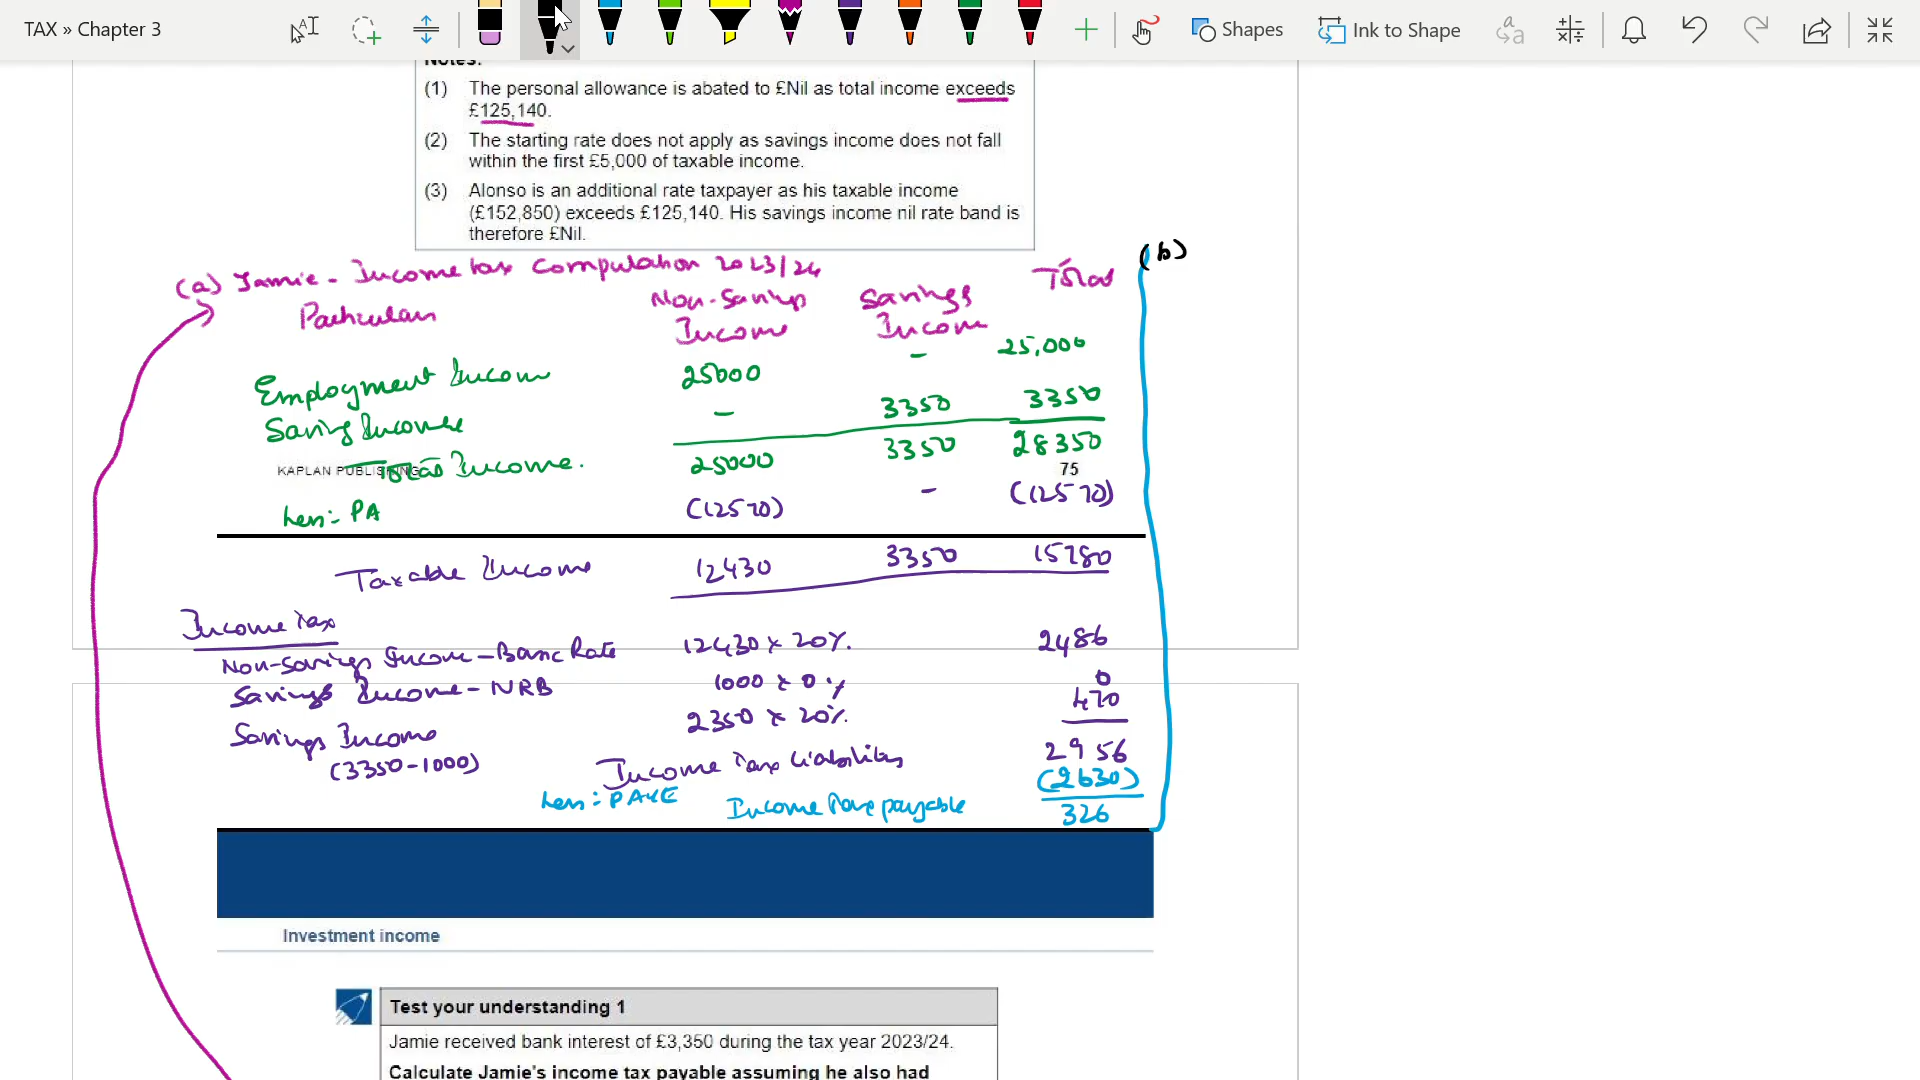 TAX » Chapter 3
Shapes
Ink to Shape
Notes:
(1) The personal allowance is abated to £Nil as total income exceeds
£125,140.
(2) The starting rate does not apply as savings income does not fall
within the first £5,000 of taxable income.
(3) Alonso is an additional rate taxpayer as his taxable income
(£152,850) exceeds £125,140. His savings income nil rate band is
therefore £Nil.
(b)
(a) Jamie - Income tax Computation 2023/24
Particulars Non-Savings Income Savings Income Total
Employment Income 25000 - 25,000
Saving Income - 3350 3350
Total Income. 25000 3350 28350
KAPLAN PUBLISHING 75
Less:- PA (12570) - (12570)
Taxable Income 12430 3350 15780
Income Tax
Non-Savings Income - Basic Rate 12430 x 20% 2486
Savings Income - NRB 1000 x 0% 0
Savings Income 2350 x 20% 470
(3350-1000)
Income Tax Liabilities 2956
Less: PAYE (2630)
Income Tax payable 326
Investment income
Test your understanding 1
Jamie received bank interest of £3,350 during the tax year 2023/24.
Calculate Jamie's income tax payable assuming he also had